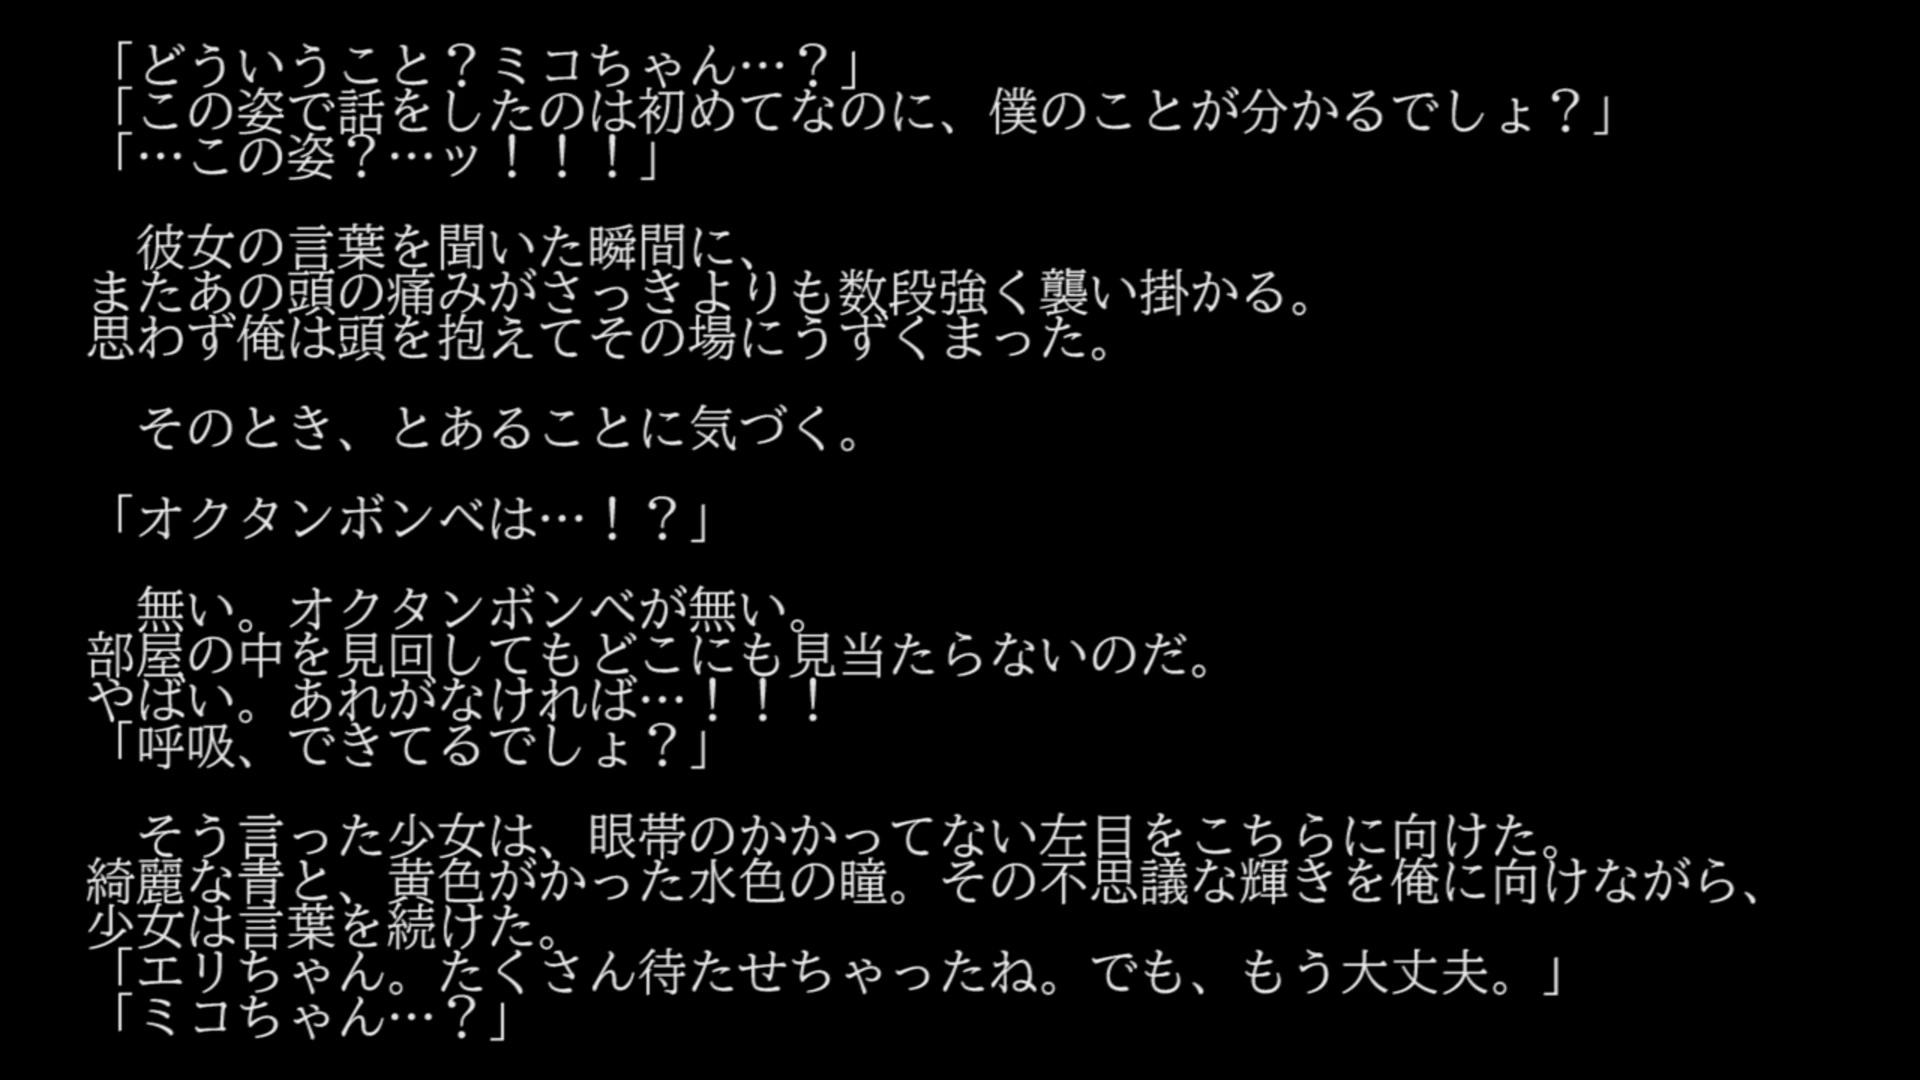 「どういうこと？ミコちゃん…？」
「この姿で話をしたのは初めてなのに、僕のことが分かるでしょ？」
「…この姿？…ッ！！！」
　彼女の言葉を聞いた瞬間に、
またあの頭の痛みがさっきよりも数段強く襲い掛かる。
思わず俺は頭を抱えてその場にうずくまった。
　そのとき、とあることに気づく。
「オクタンボンベは…！？」
　無い。オクタンボンベが無い。
部屋の中を見回してもどこにも見当たらないのだ。
やばい。あれがなければ…！！！
「呼吸、できてるでしょ？」
　そう言った少女は、眼帯のかかってない左目をこちらに向けた。
綺麗な青と、黄色がかった水色の瞳。その不思議な輝きを俺に向けながら、
少女は言葉を続けた。
「エリちゃん。たくさん待たせちゃったね。でも、もう大丈夫。」
「ミコちゃん…？」